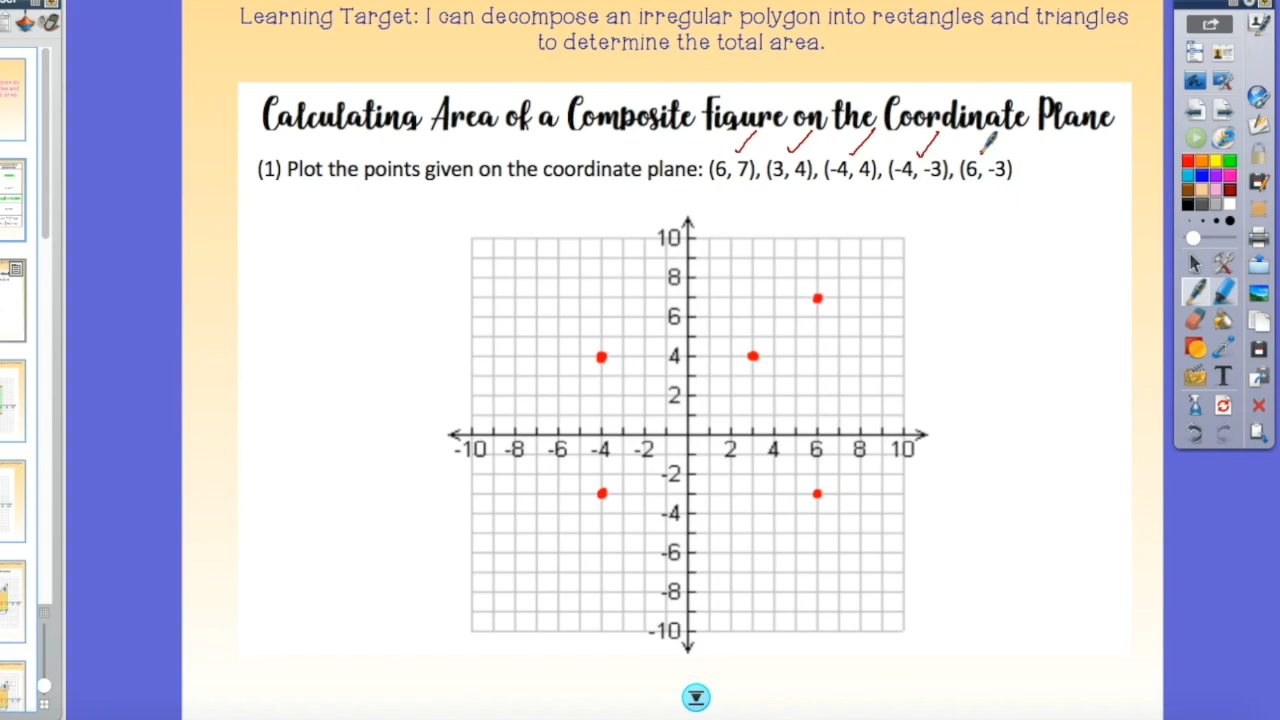 Learning Target: I can decompose an irregular polygon into rectangles and triangles
to determine the total area.
Calculating Area of a Composite Figure on the Coordinate Plane
(1) Plot the points given on the coordinate plane: (6, 7), (3, 4), (-4, 4), (-4, -3), (6, -3)
10
8
6
4
2
-10 -8 -6 -4 -2 2 4 6 8 10
-2
-4
-6
-8
-10
T